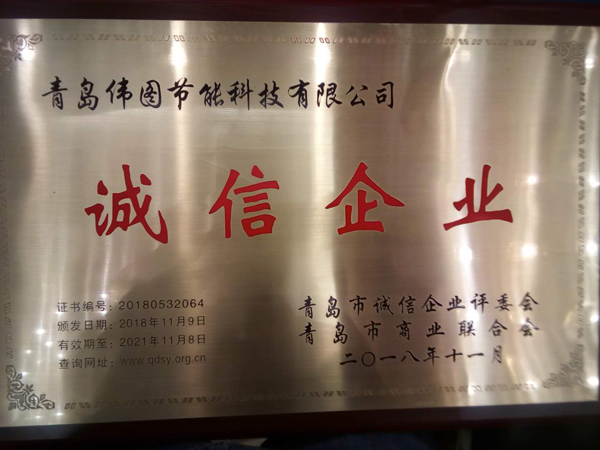 青岛伟图节能科技有限公司
诚信企业
证书编号：20180532064
颁发日期：2018年11月9日
有效期至：2021年11月8日
查询网址：www.qdsy.org.cn
青岛市诚信企业评委会
青岛市商业联合会
二〇一八年十一月